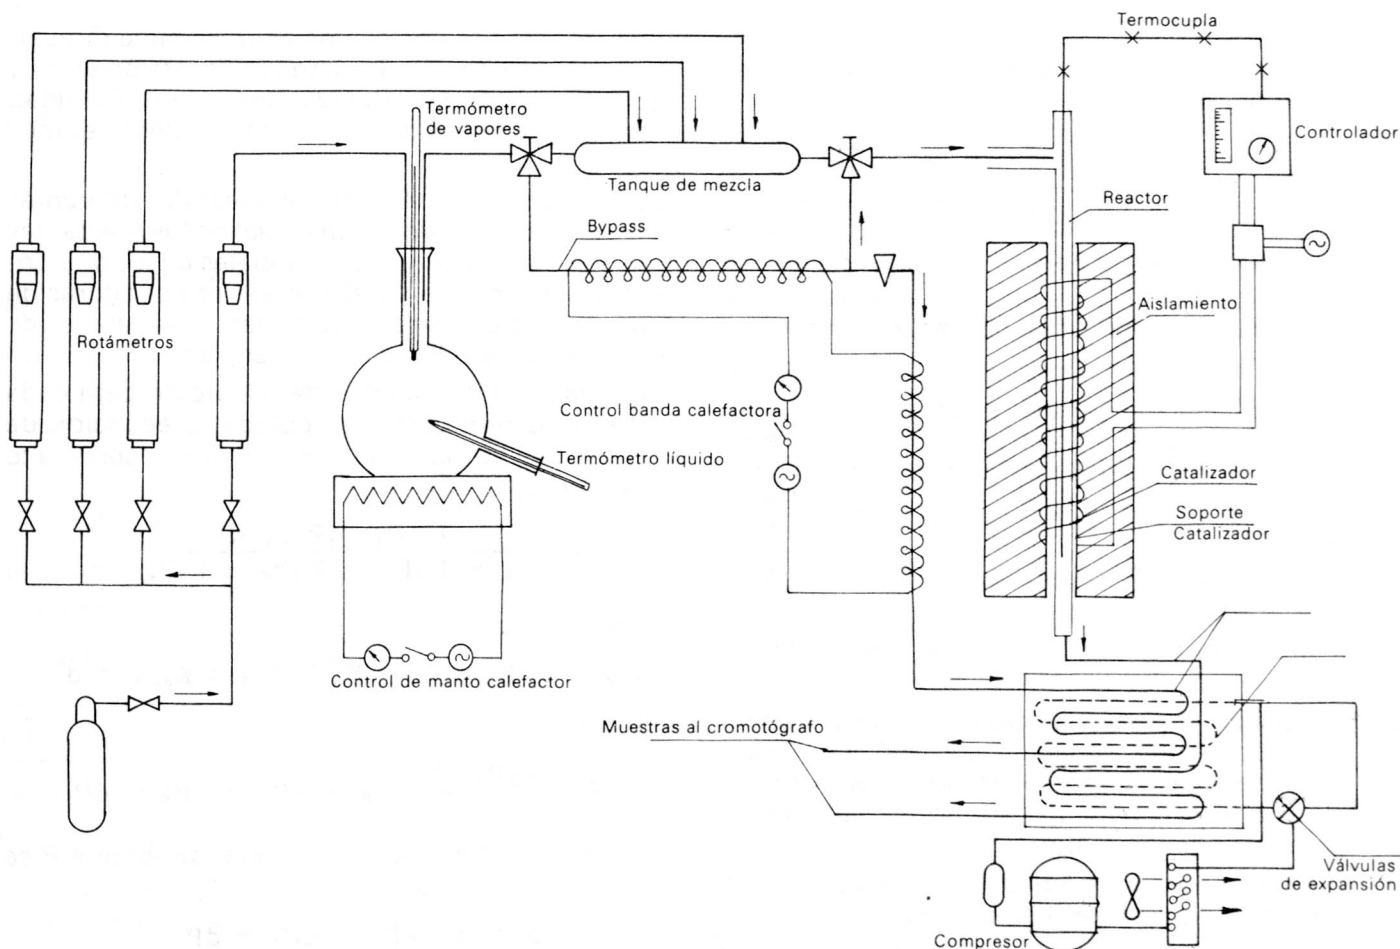 Termocupla
Termómetro
de vapores
Controlador
Tanque de mezcla
Reactor
Bypass
Aislamiento
Rotámetros
Control banda calefactora
Termómetro líquido
Catalizador
Soporte
Catalizador
Control de manto calefactor
Muestras al cromotógrafo
Válvulas
de expansión
Compresor